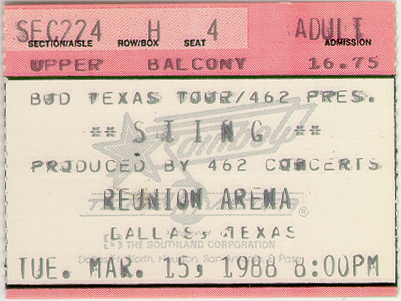 SEC224 H 4 ADULT
SECTION/AISLE ROW/BOX SEAT ADMISSION
UPPER BALCONY 16.75
BUD TEXAS TOUR/462 PRES.
** STING **
PRODUCED BY 462 CONCERTS
REUNION ARENA
DALLAS, TEXAS
THE SOUTHLAND CORPORATION
TUE. MAR. 15, 1988 8:00PM